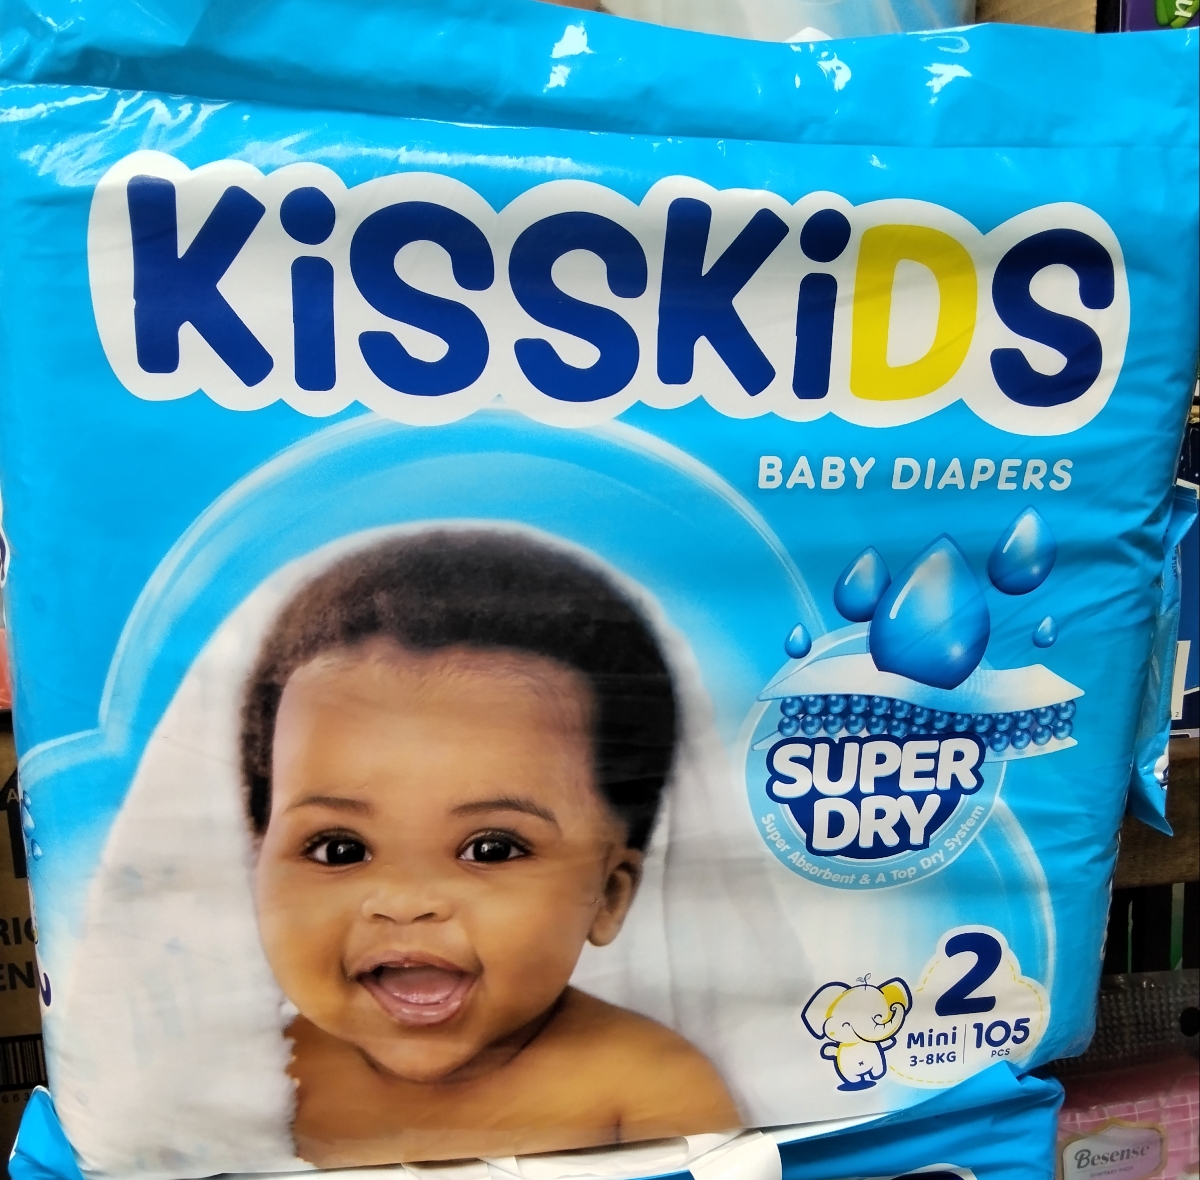 KiSSKiDS
BABY DIAPERS
SUPER
DRY
Super Absorbent & A Top Dry System
2
Mini
3-8KG
105
PCS
Besense